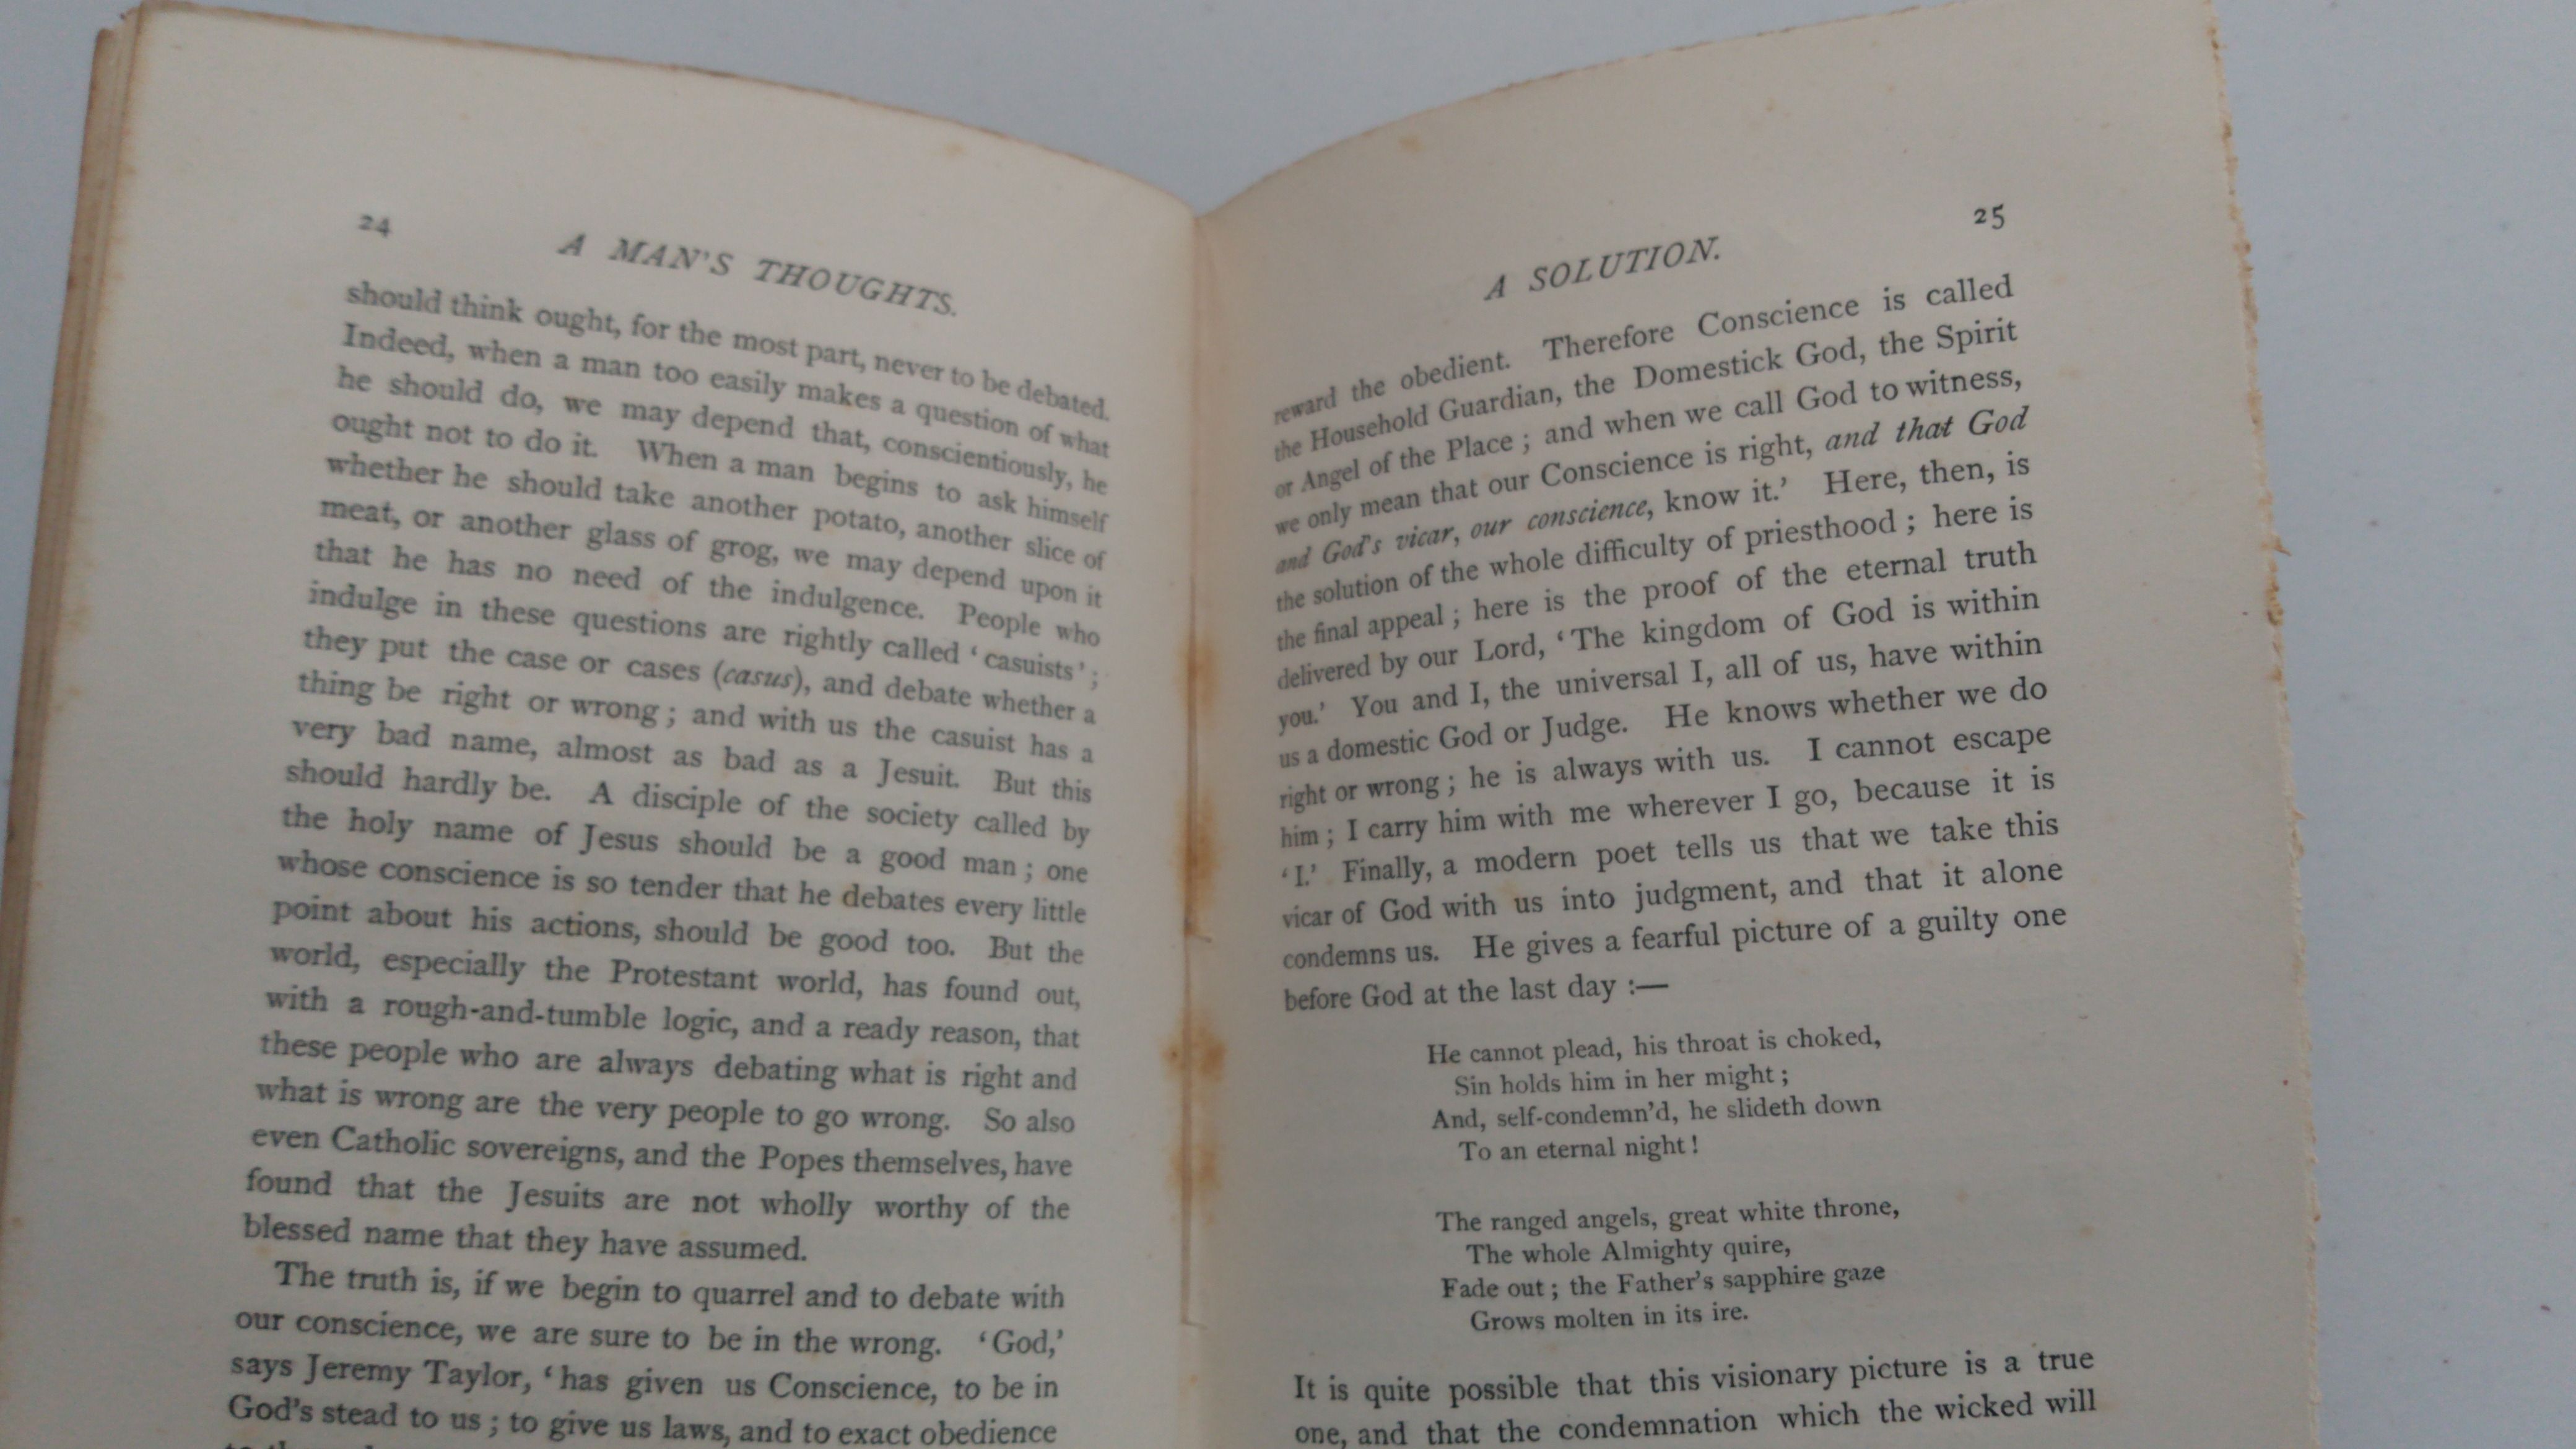 24
A MAN'S THOUGHTS.
should think ought, for the most part, never to be debated.
Indeed, when a man too easily makes a question of what
he should do, we may depend that, conscientiously, he
ought not to do it. When a man begins to ask himself
whether he should take another potato, another slice of
meat, or another glass of grog, we may depend upon it
that he has no need of the indulgence. People who
indulge in these questions are rightly called ‘casuists’;
they put the case or cases (casus), and debate whether a
thing be right or wrong; and with us the casuist has a
very bad name, almost as bad as a Jesuit. But this
should hardly be. A disciple of the society called by
the holy name of Jesus should be a good man; one
whose conscience is so tender that he debates every little
point about his actions, should be good too. But the
world, especially the Protestant world, has found out,
with a rough-and-tumble logic, and a ready reason, that
these people who are always debating what is right and
what is wrong are the very people to go wrong. So also
even Catholic sovereigns, and the Popes themselves, have
found that the Jesuits are not wholly worthy of the
blessed name that they have assumed.
The truth is, if we begin to quarrel and to debate with
our conscience, we are sure to be in the wrong. ‘God,’
says Jeremy Taylor, ‘has given us Conscience, to be in
God's stead to us; to give us laws, and to exact obedience
25
A SOLUTION.
reward the obedient. Therefore Conscience is called
the Household Guardian, the Domestick God, the Spirit
or Angel of the Place; and when we call God to witness,
we only mean that our Conscience is right, and that God
and God's vicar, our conscience, know it.’ Here, then, is
the solution of the whole difficulty of priesthood; here is
the final appeal; here is the proof of the eternal truth
delivered by our Lord, ‘The kingdom of God is within
you.’ You and I, the universal I, all of us, have within
us a domestic God or Judge. He knows whether we do
right or wrong; he is always with us. I cannot escape
him; I carry him with me wherever I go, because it is
‘I.’ Finally, a modern poet tells us that we take this
vicar of God with us into judgment, and that it alone
condemns us. He gives a fearful picture of a guilty one
before God at the last day:—
He cannot plead, his throat is choked,
Sin holds him in her might;
And, self-condemn'd, he slideth down
To an eternal night!
The ranged angels, great white throne,
The whole Almighty quire,
Fade out; the Father's sapphire gaze
Grows molten in its ire.
It is quite possible that this visionary picture is a true
one, and that the condemnation which the wicked will